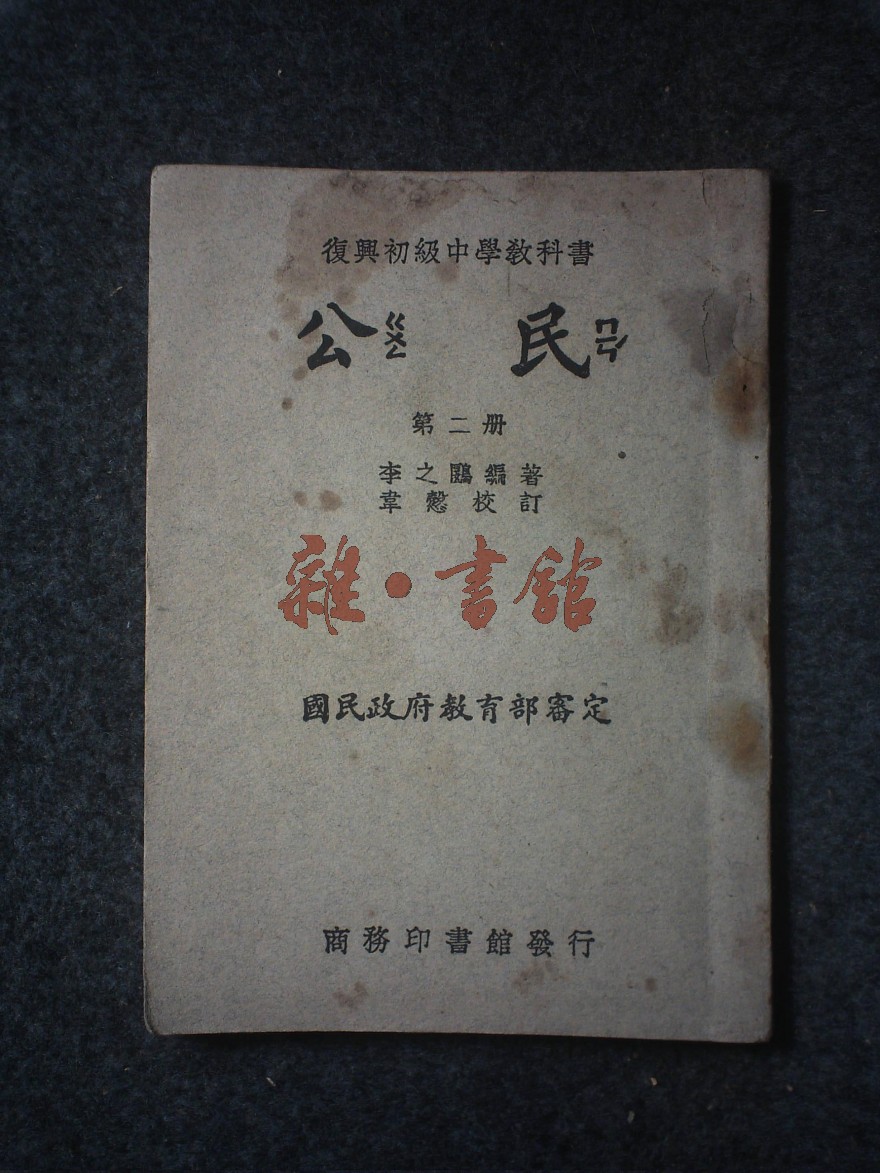 復興初級中學教科書
公ㄍㄨㄥ 民ㄇㄧㄣˊ
第二册
李之䴉編著
韋慤校訂
雜•書館
國民政府教育部審定
商務印書館發行